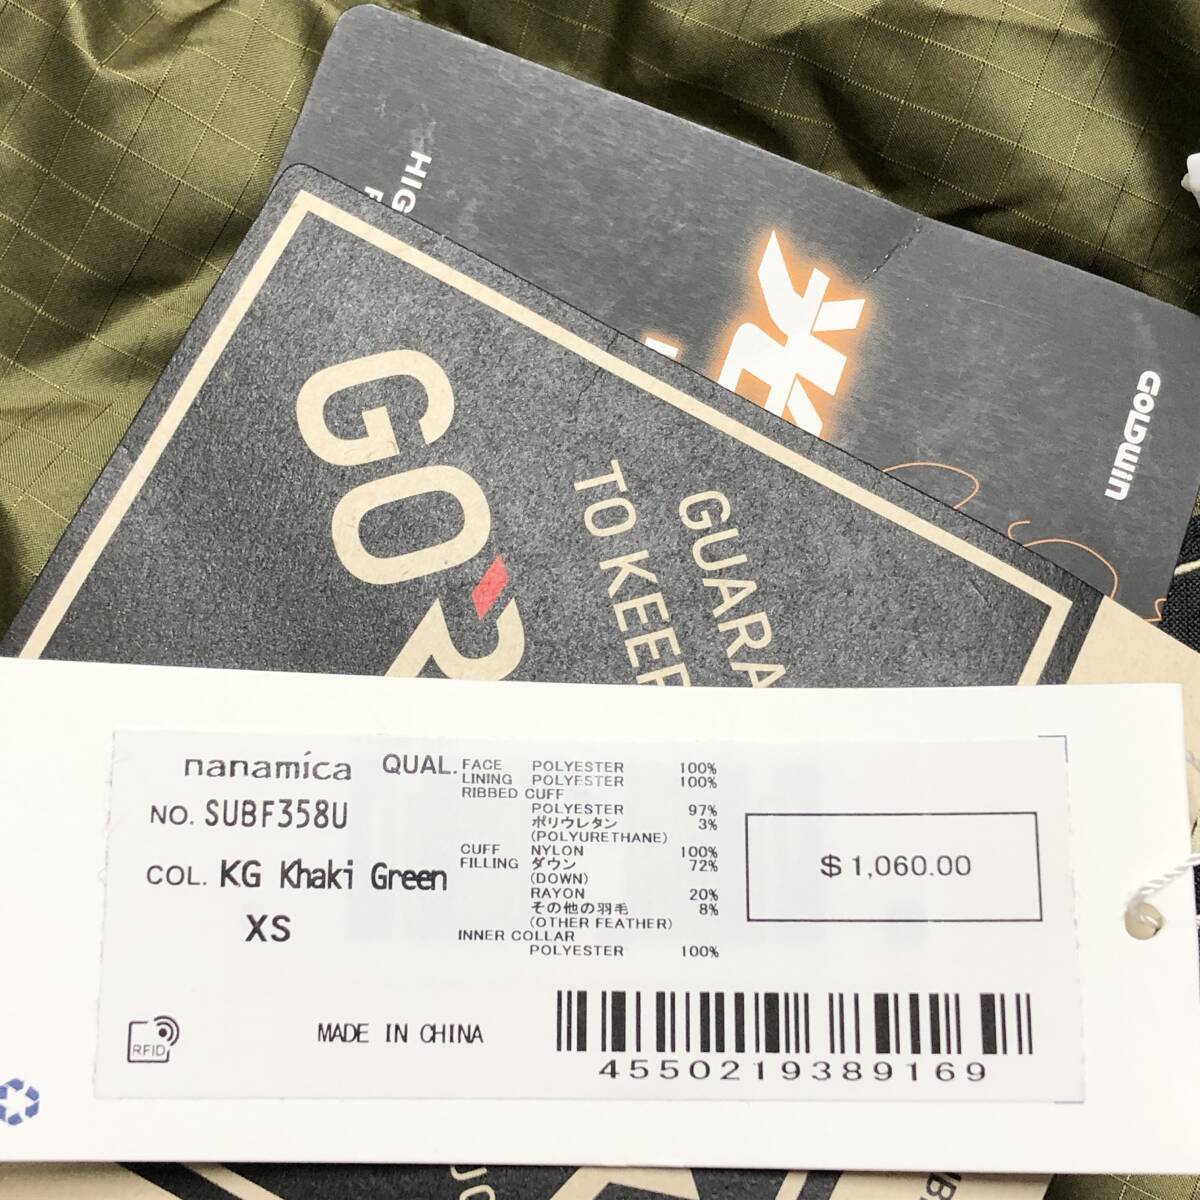 HIG
光
GOLDWIN
GO
GUARA
TO KEEP
nanamica
NO. SUBF358U
COL. KG Khaki Green
XS
QUAL. FACE POLYESTER 100%
LINING POLYESTER 100%
RIBBED CUFF
POLYESTER 97%
ポリウレタン 3%
(POLYURETHANE)
CUFF NYLON 100%
FILLING ダウン 72%
(DOWN)
RAYON 20%
その他の羽毛 8%
(OTHER FEATHER)
INNER COLLAR
POLYESTER 100%
$ 1,060.00
RFID
MADE IN CHINA
4550219389169